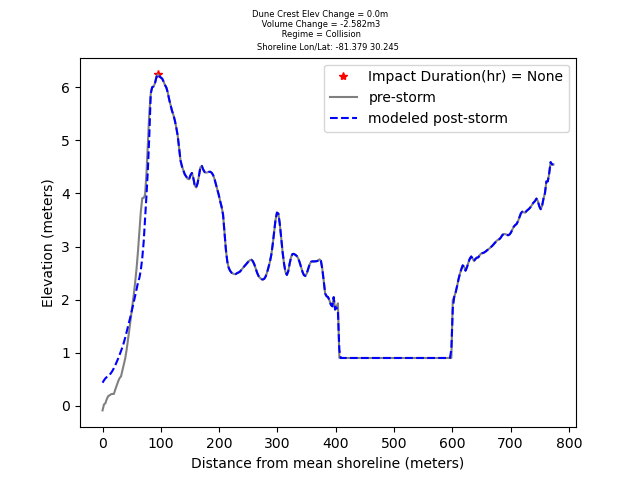 Dune Crest Elev Change = 0.0m
Volume Change = -2.582m3
Regime = Collision
Shoreline Lon/Lat: -81.379 30.245
Impact Duration(hr) = None
pre-storm
modeled post-storm
Elevation (meters)
6
5
4
3
2
1
0
0 100 200 300 400 500 600 700 800
Distance from mean shoreline (meters)